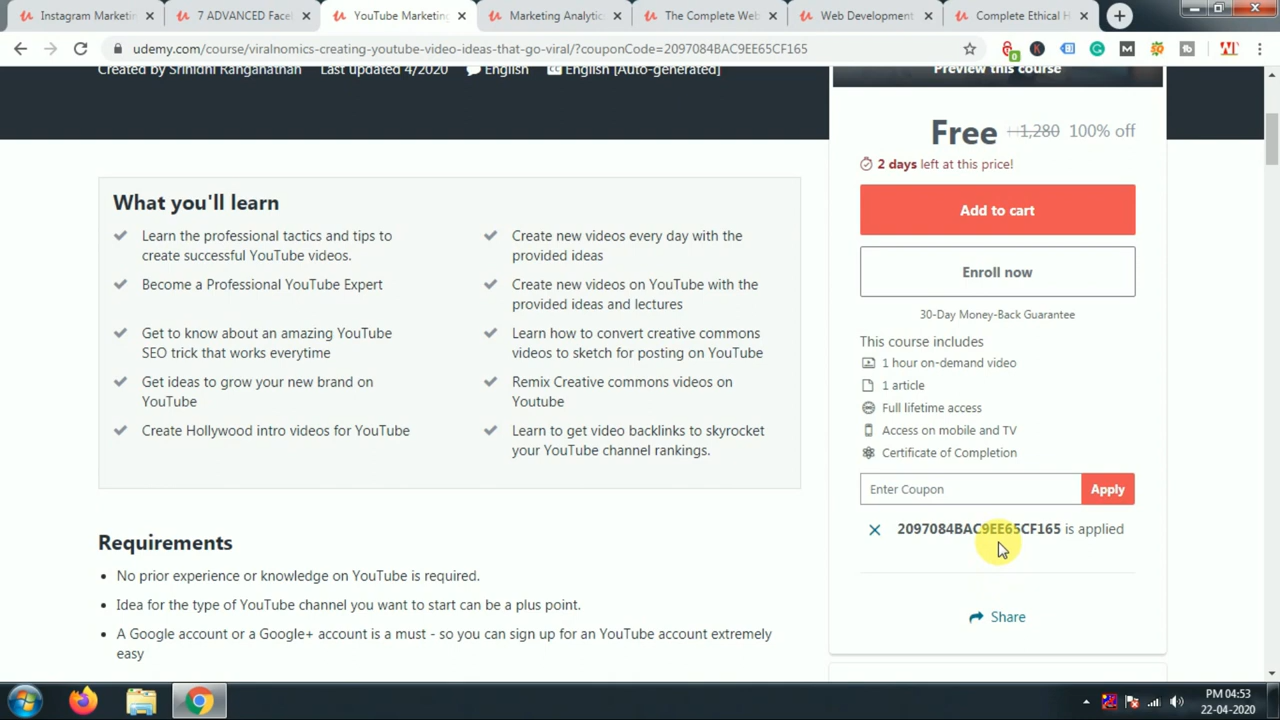 Instagram Marketin
7 ADVANCED Facel
YouTube Marketing
Marketing Analytic
The Complete Web
Web Development
Complete Ethical H
udemy.com/course/viralnomics-creating-youtube-video-ideas-that-go-viral/?couponCode=2097084BAC9EE65CF165
Created by Srinidhi Ranganathan Last updated 4/2020 English English [Auto-generated]
Preview this course
Free 1,280 100% off
2 days left at this price!
Add to cart
Enroll now
30-Day Money-Back Guarantee
This course includes
1 hour on-demand video
1 article
Full lifetime access
Access on mobile and TV
Certificate of Completion
Enter Coupon Apply
2097084BAC9EE65CF165 is applied
Share
What you'll learn
Learn the professional tactics and tips to
create successful YouTube videos.
Become a Professional YouTube Expert
Get to know about an amazing YouTube
SEO trick that works everytime
Get ideas to grow your new brand on
YouTube
Create Hollywood intro videos for YouTube
Create new videos every day with the
provided ideas
Create new videos on YouTube with the
provided ideas and lectures
Learn how to convert creative commons
videos to sketch for posting on YouTube
Remix Creative commons videos on
Youtube
Learn to get video backlinks to skyrocket
your YouTube channel rankings.
Requirements
No prior experience or knowledge on YouTube is required.
Idea for the type of YouTube channel you want to start can be a plus point.
A Google account or a Google+ account is a must - so you can sign up for an YouTube account extremely
easy
PM 04:53
22-04-2020